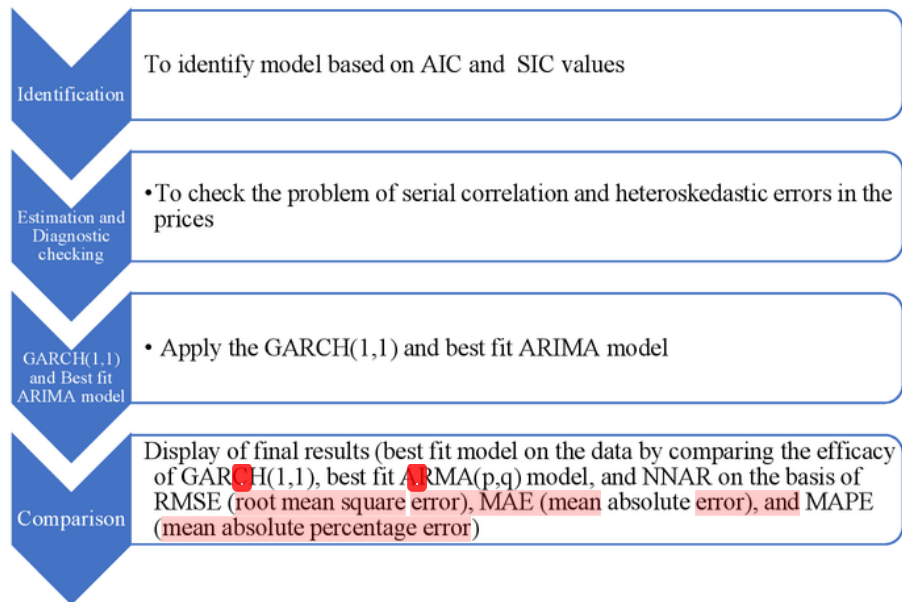 Identification
To identify model based on AIC and SIC values
Estimation and
Diagnostic
checking
•To check the problem of serial correlation and heteroskedastic errors in the
prices
GARCH(1,1)
and Best fit
ARIMA model
• Apply the GARCH(1,1) and best fit ARIMA model
Comparison
Display of final results (best fit model on the data by comparing the efficacy
of GARCH(1,1), best fit ARMA(p,q) model, and NNAR on the basis of
RMSE (root mean square error), MAE (mean absolute error), and MAPE
(mean absolute percentage error)